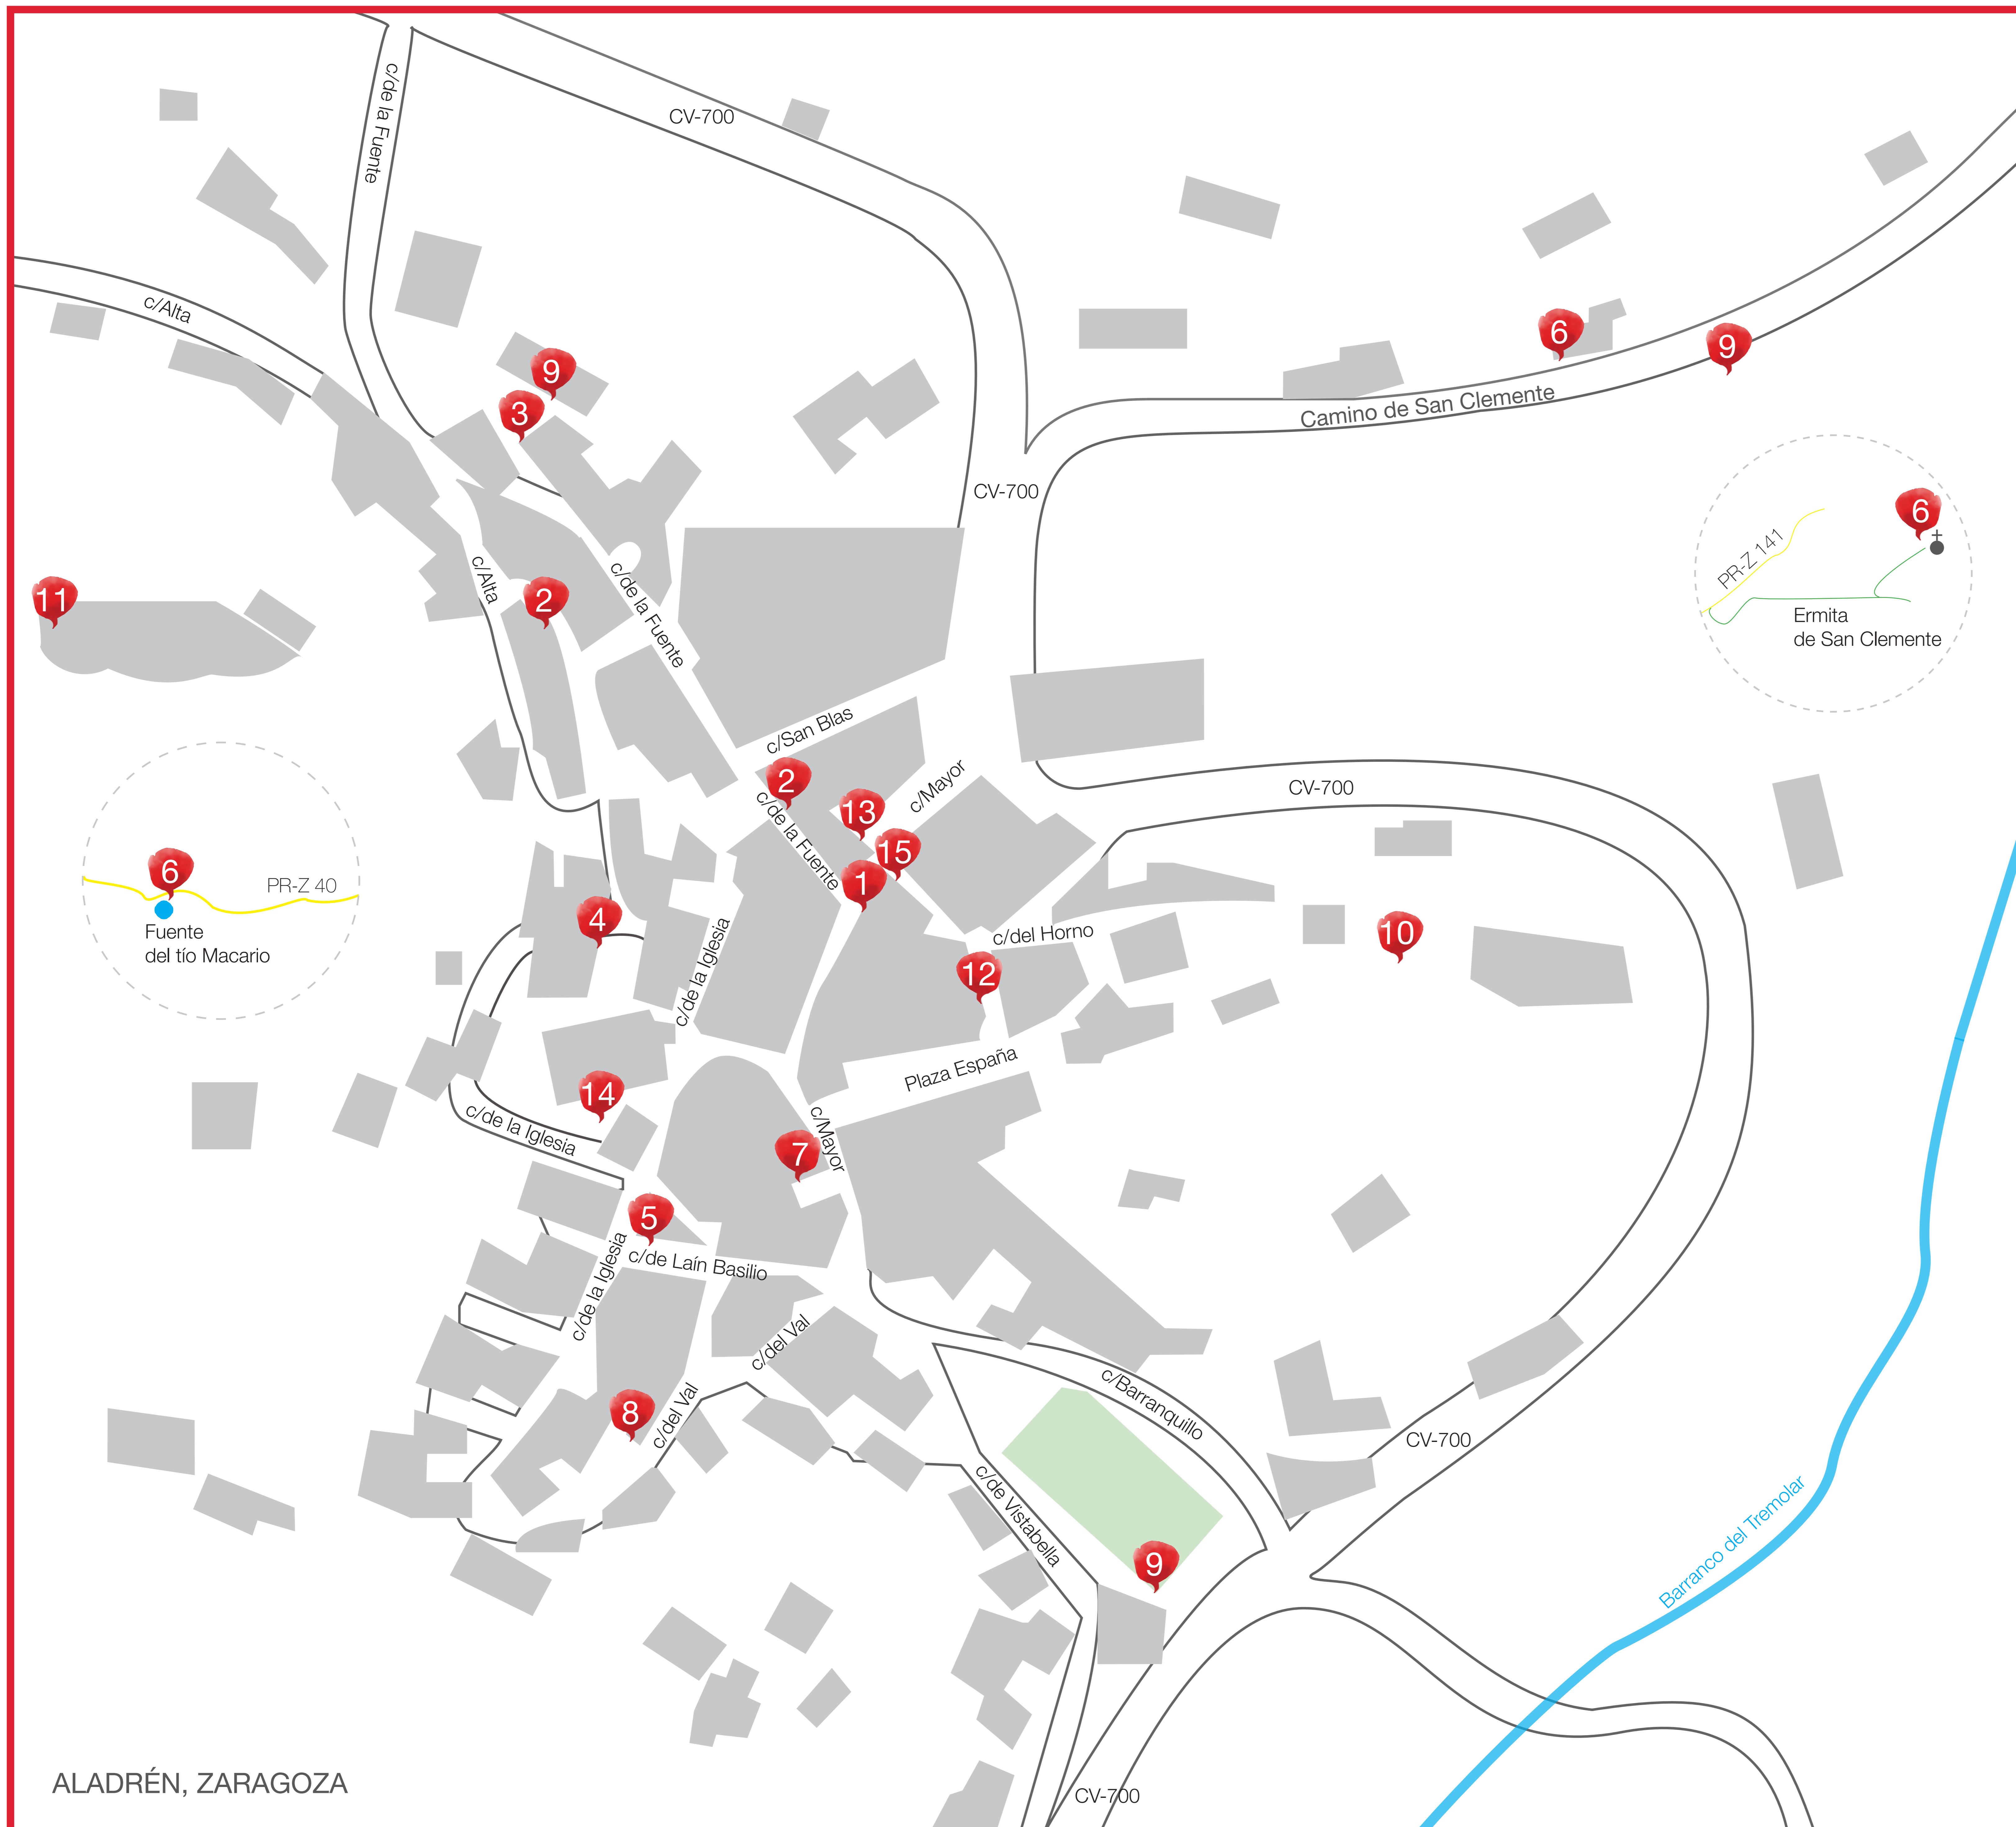 c/de la Fuente
CV-700
c/Alta
9
3
6
9
Camino de San Clemente
CV-700
6
PR-Z 141
Ermita
de San Clemente
11
c/Alta
2
c/de la Fuente
c/San Blas
2
c/de la Fuente
13
c/Mayor
15
1
CV-700
6
PR-Z 40
Fuente
del tío Macario
4
c/de la Iglesia
c/del Horno
12
10
Plaza España
14
c/de la Iglesia
c/Mayor
7
5
c/de la Iglesia
c/de Laín Basilio
c/del Val
8
c/del Val
c/Barranquillo
c/de Vistabella
9
CV-700
Barranco del Tremolar
ALADRÉN, ZARAGOZA
CV-700